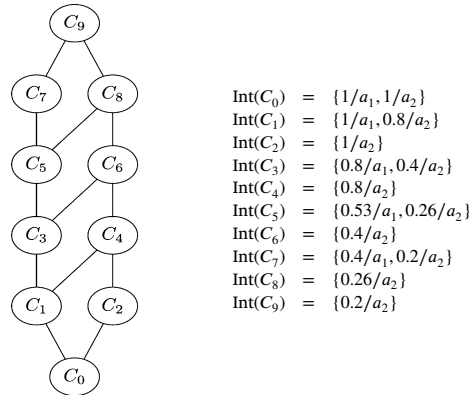 C₉
C₇ C₈
C₅ C₆
C₃ C₄
C₁ C₂
C₀
Int(C₀) = {1/a₁, 1/a₂}
Int(C₁) = {1/a₁, 0.8/a₂}
Int(C₂) = {1/a₂}
Int(C₃) = {0.8/a₁, 0.4/a₂}
Int(C₄) = {0.8/a₂}
Int(C₅) = {0.53/a₁, 0.26/a₂}
Int(C₆) = {0.4/a₂}
Int(C₇) = {0.4/a₁, 0.2/a₂}
Int(C₈) = {0.26/a₂}
Int(C₉) = {0.2/a₂}